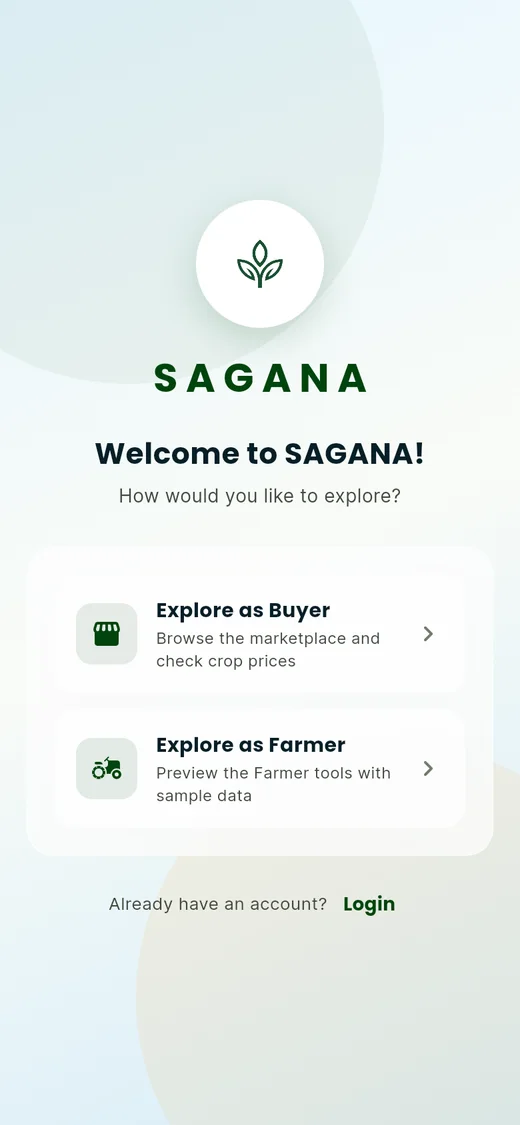 SAGANA
Welcome to SAGANA!
How would you like to explore?
Explore as Buyer
Browse the marketplace and
check crop prices
Explore as Farmer
Preview the Farmer tools with
sample data
Already have an account? Login